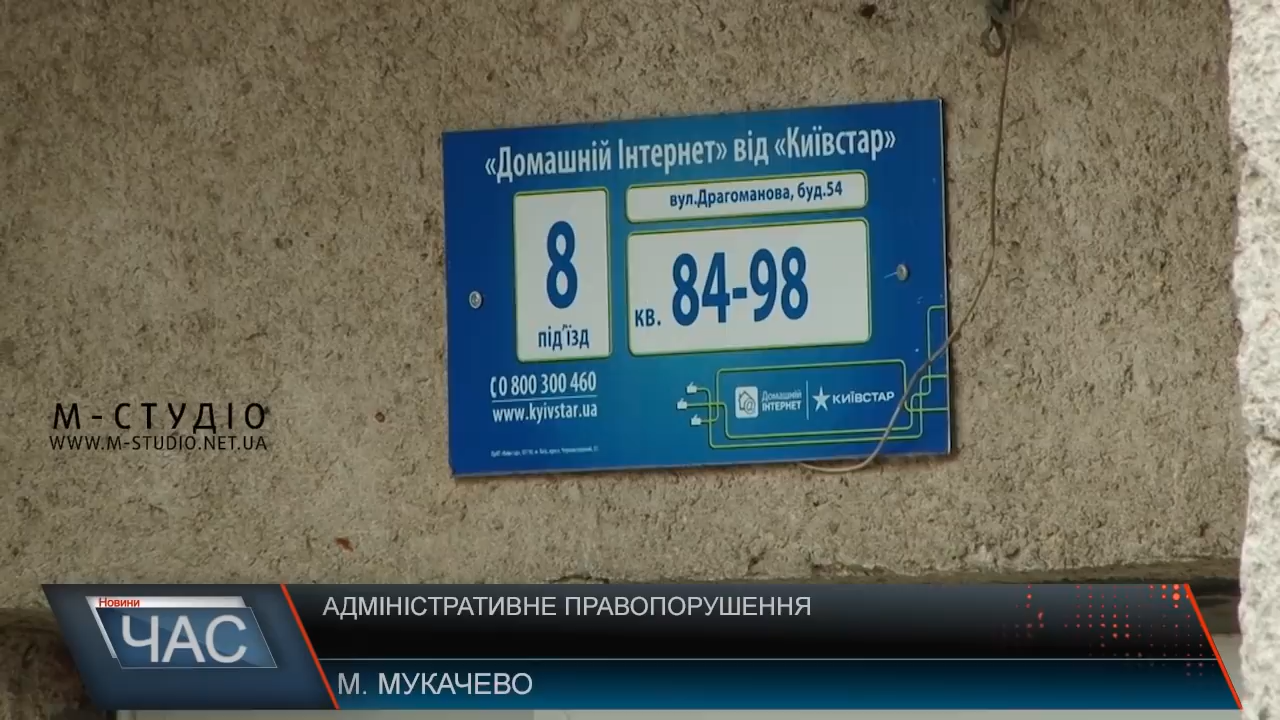 «Домашній Інтернет» від «Київстар»
вул.Драгоманова, буд.54
8
під'їзд
кв. 84-98
0 800 300 460
www.kyivstar.ua
Домашній
ІНТЕРНЕТ
КИЇВСТАР
М-СТУДІО
WWW.M-STUDIO.NET.UA
Новини
ЧАС
АДМІНІСТРАТИВНЕ ПРАВОПОРУШЕННЯ
М. МУКАЧЕВО